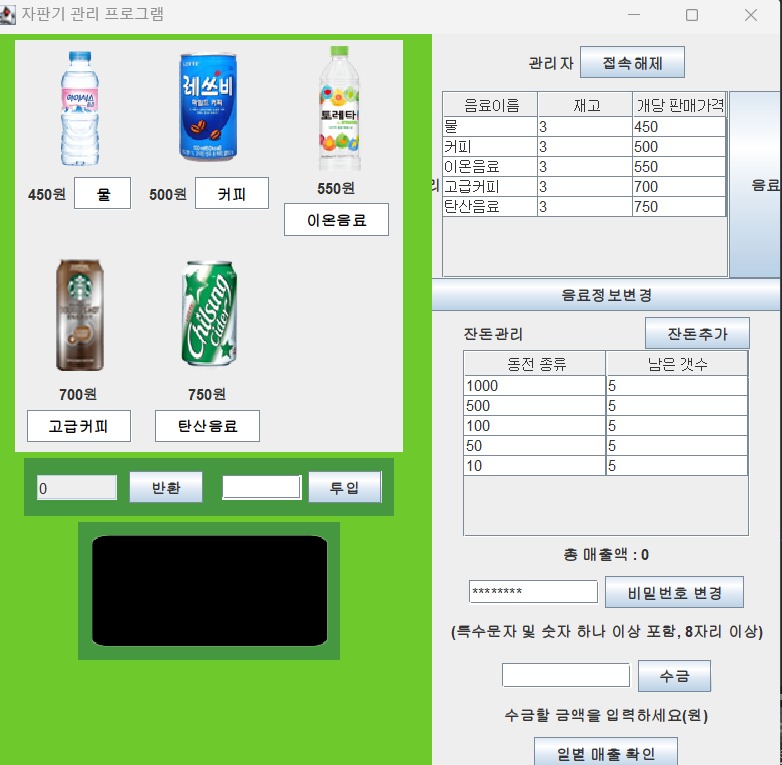 자판기 관리 프로그램
아이시스
레쓰비
마일드 커피
토레타
450원 물
500원 커피
550원
이온음료
Chilsung
Cider
700원
고급커피
750원
탄산음료
0 반환 투입
관리자 접속해제
음료이름 재고 개당 판매가격
물 3 450
커피 3 500
이온음료 3 550
고급커피 3 700
탄산음료 3 750
리
음료
음료정보변경
잔돈관리 잔돈추가
동전 종류 남은 갯수
1000 5
500 5
100 5
50 5
10 5
총 매출액 : 0
******** 비밀번호 변경
(특수문자 및 숫자 하나 이상 포함, 8자리 이상)
수금
수금할 금액을 입력하세요(원)
일별 매출 확인